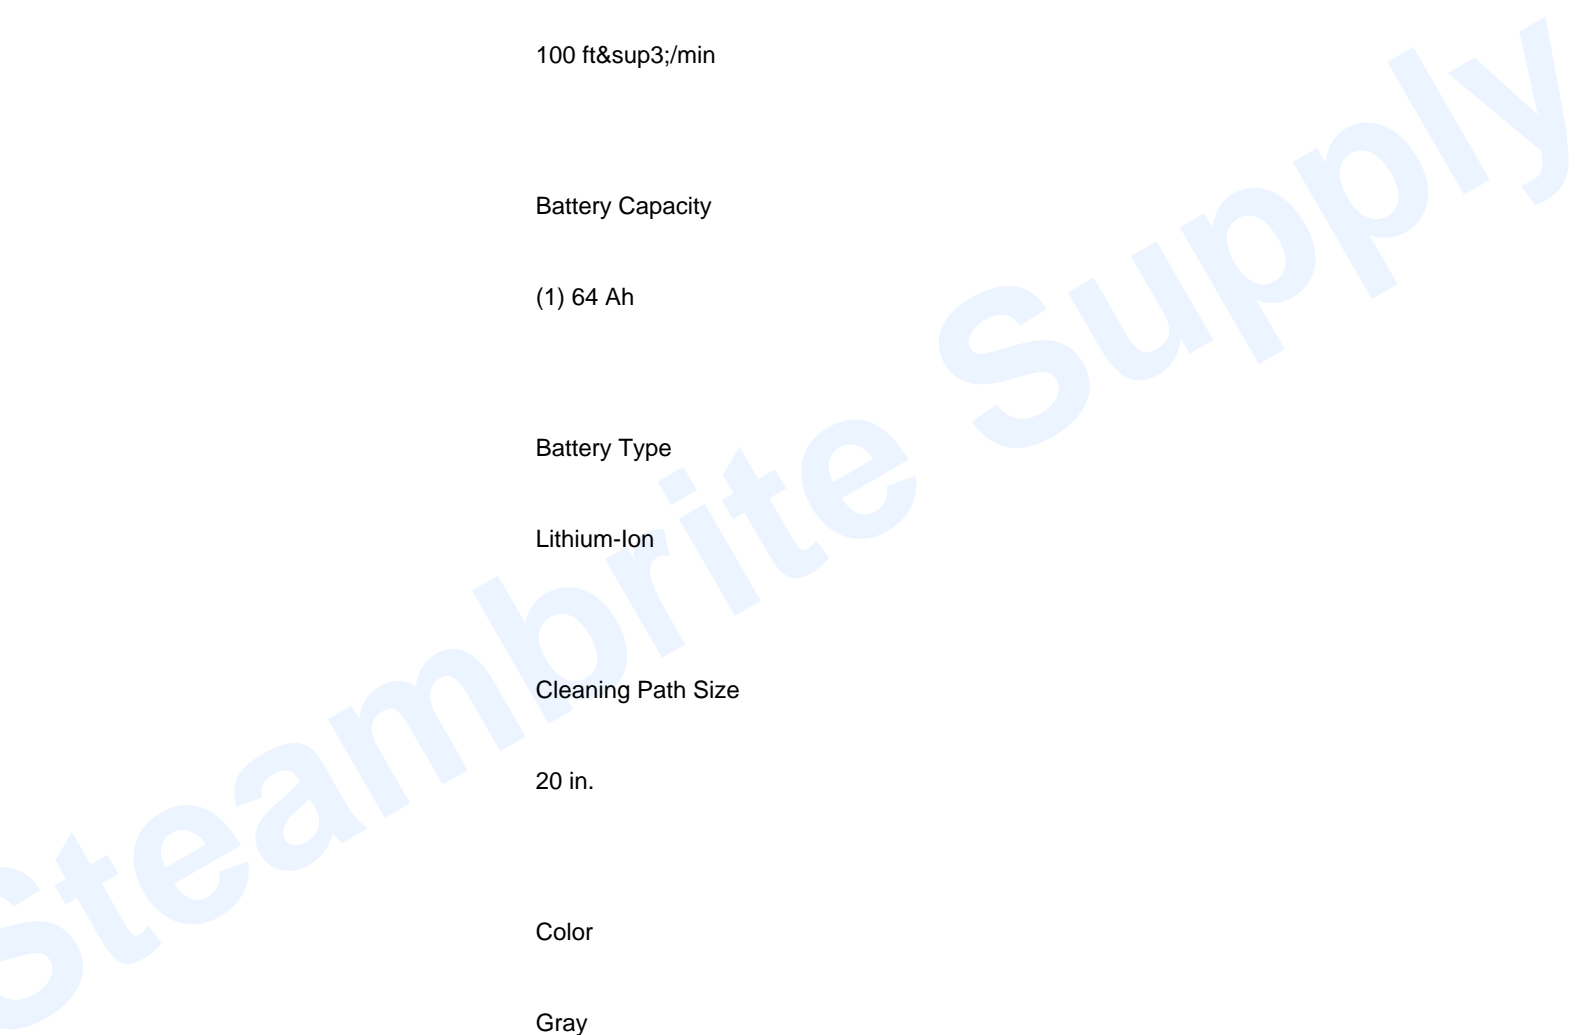 100 ft&sup3;/min
Battery Capacity
(1) 64 Ah
Battery Type
Lithium-Ion
Cleaning Path Size
20 in.
Color
Gray
Steambrite Supply